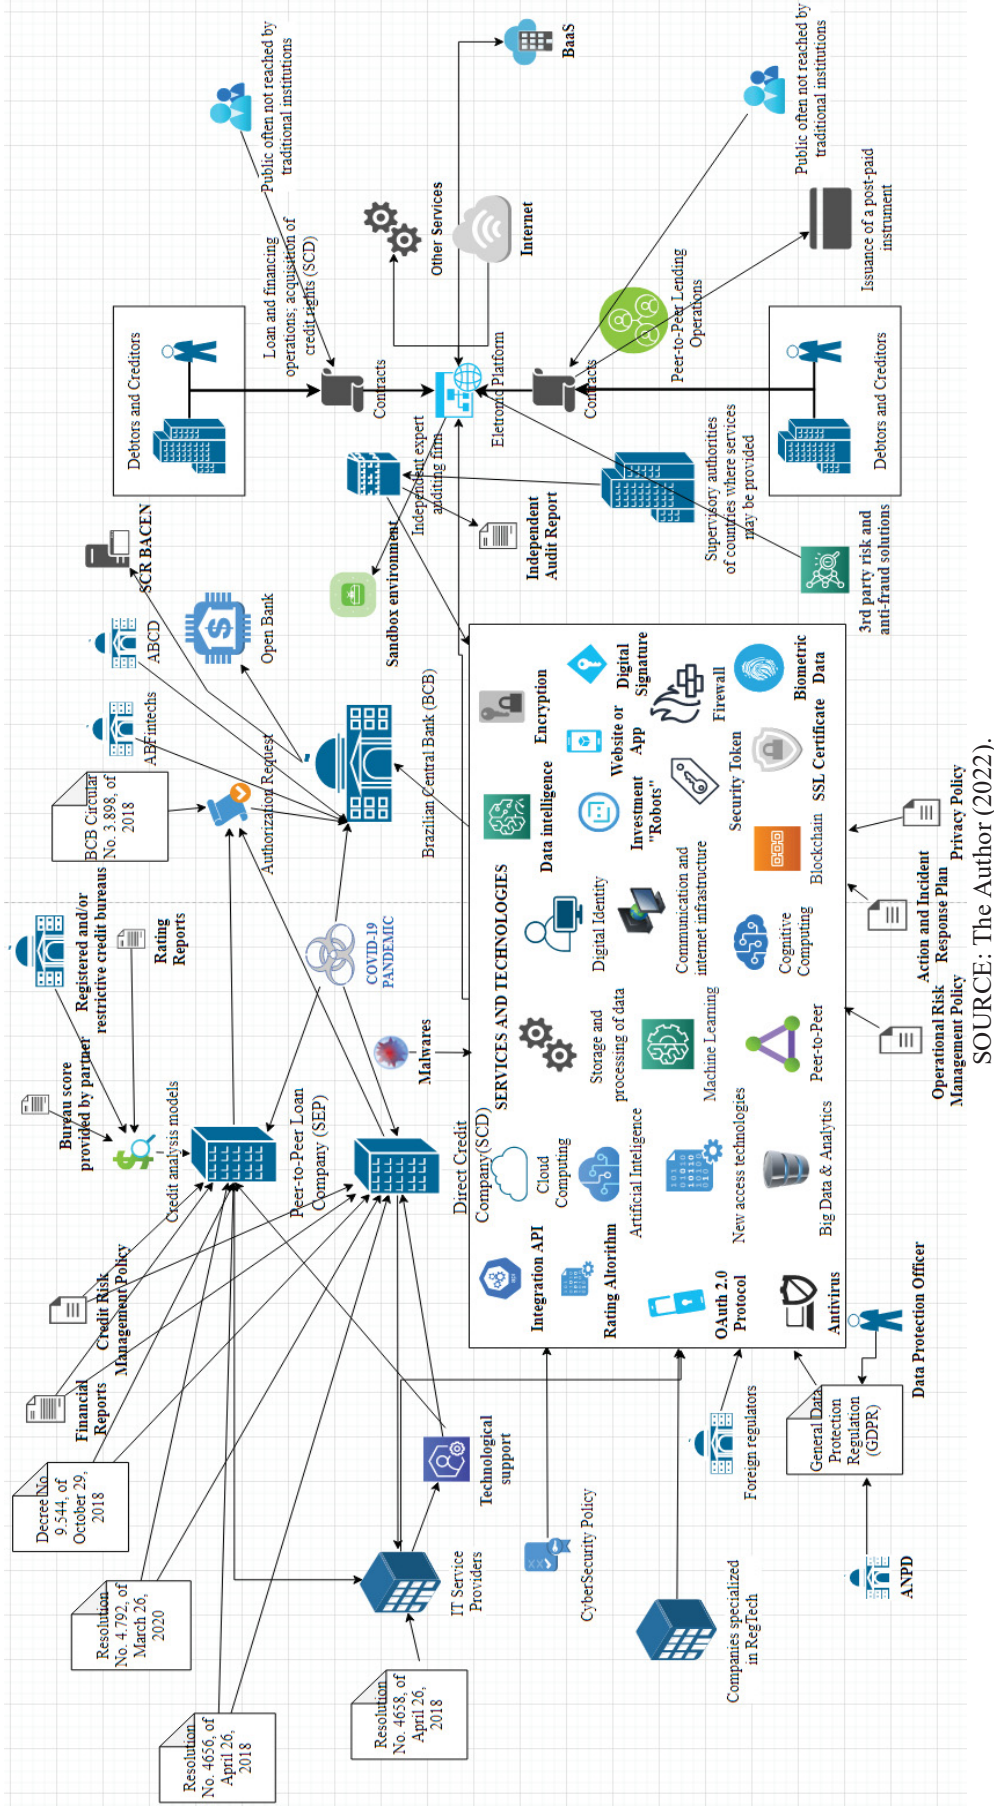 Resolution
No. 4656, of
April 26,
2018
Resolution
No. 4.792, of
March 26,
2020
Decree No.
9.544, of
October 29,
2018
Financial
Reports
Credit Risk
Management Policy
Bureau score
provided by partner
Registered and/or
restrictive credit bureaus
Rating
Reports
Credit analysis models
BCB Circular
No. 3.898, of
2018
ABFintechs
ABCD
SCR BACEN
Authorization Request
Open Bank
Debtors and Creditors
Public often not reached by
traditional institutions
Loan and financing
operations; acquisition of
credit rights (SCD)
Peer-to-Peer Loan
Company (SEP)
COVID-19
PANDEMIC
Brazilian Central Bank (BCB)
Sandbox environment
Independent expert
auditing firm
Contracts
Other Services
Resolution
No. 4658, of
April 26,
2018
IT Service
Providers
Technological
support
Direct Credit
Company(SCD)
Malwares
Independent
Audit Report
Eletronic Platform
Internet
BaaS
SERVICES AND TECHNOLOGIES
Integration API
Cloud
Computing
Storage and
processing of data
Digital Identity
Data intelligence
Encryption
Rating Algorithm
Artificial Inteligence
Machine Learning
Communication and
internet infrastructure
Investment
"Robots"
Website or
App
Digital
Signature
OAuth 2.0
Protocol
New access technologies
Peer-to-Peer
Cognitive
Computing
Security Token
Firewall
Antivirus
Big Data & Analytics
Blockchain
SSL Certificate
Biometric
Data
CyberSecurity Policy
Companies specialized
in RegTech
Foreign regulators
General Data
Protection
Regulation
(GDPR)
ANPD
Data Protection Officer
Operational Risk
Management Policy
Action and Incident
Response Plan
Privacy Policy
Supervisory authorities
of countries where services
may be provided
3rd party risk and
anti-fraud solutions
Contracts
Peer-to-Peer Lending
Operations
Debtors and Creditors
Public often not reached by
traditional institutions
Issuance of a post-paid
instrument
SOURCE: The Author (2022).